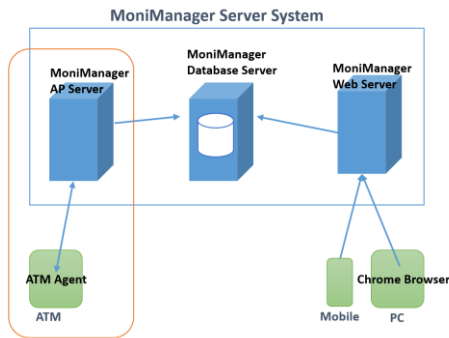 MoniManager Server System
MoniManager
AP Server
MoniManager
Database Server
MoniManager
Web Server
ATM Agent
ATM
Mobile
Chrome Browser
PC